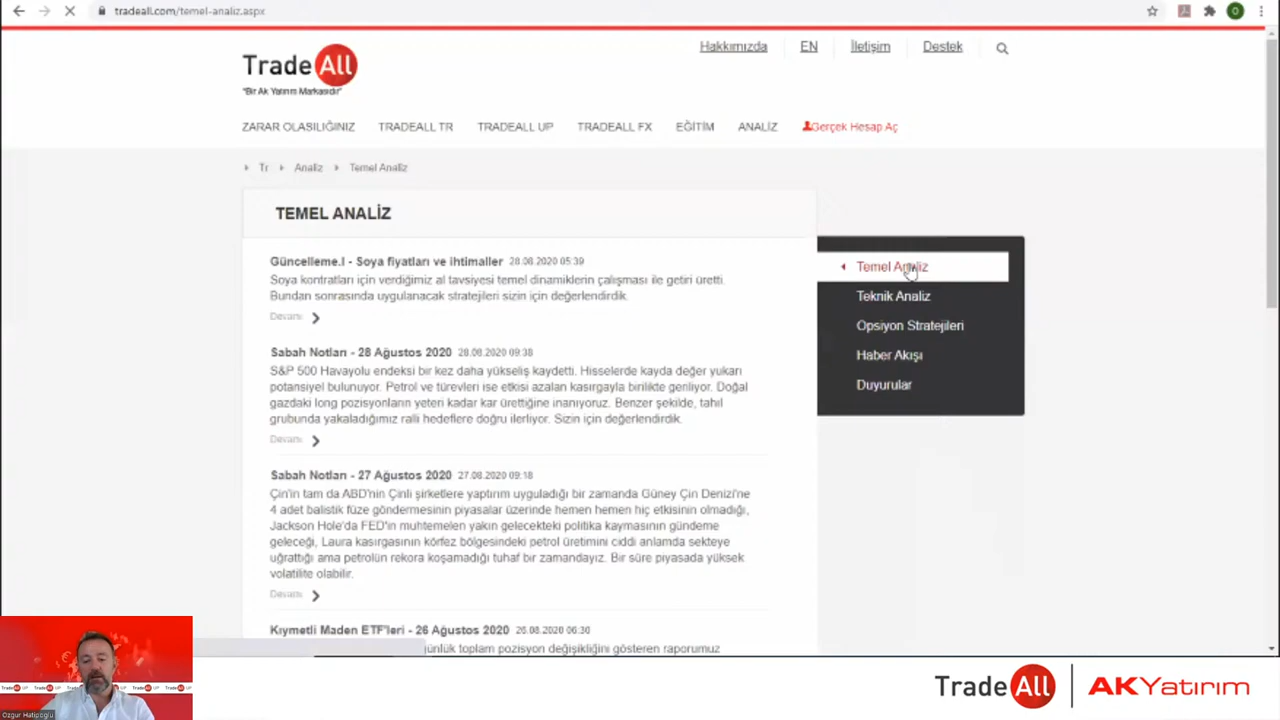 tradeall.com/temel-analiz.aspx
O
Trade All
"Bir Ak Yatırım Markasıdır"
Hakkımızda
EN
İletişim
Destek
ZARAR OLASILIĞINIZ
TRADEALL TR
TRADEALL UP
TRADEALL FX
EĞİTİM
ANALİZ
Gerçek Hesap Aç
Tr
Analiz
Temel Analiz
TEMEL ANALİZ
Güncelleme.I - Soya fiyatları ve ihtimaller 28.08.2020 05:39
Soya kontratları için verdiğimiz al tavsiyesi temel dinamiklerin çalışması ile getiri üretti.
Bundan sonrasında uygulanacak stratejileri sizin için değerlendirdik.
Devamı
Sabah Notları - 28 Ağustos 2020 28.08.2020 09:38
S&P 500 Havayolu endeksi bir kez daha yükseliş kaydetti. Hisselerde kayda değer yukarı
potansiyel bulunuyor. Petrol ve türevleri ise etkisi azalan kasırgayla birlikte geriliyor. Doğal
gazdaki long pozisyonların yeteri kadar kar ürettiğine inanıyoruz. Benzer şekilde, tahıl
grubunda yakaladığımız ralli hedeflere doğru ilerliyor. Sizin için değerlendirdik.
Devamı
Sabah Notları - 27 Ağustos 2020 27.08.2020 09:18
Çin'in tam da ABD'nin Çinli şirketlere yaptırım uyguladığı bir zamanda Güney Çin Denizi'ne
4 adet balistik füze göndermesinin piyasalar üzerinde hemen hemen hiç etkisinin olmadığı,
Jackson Hole'da FED'in muhtemelen yakın gelecekteki politika kaymasının gündeme
geleceği, Laura kasırgasının körfez bölgesindeki petrol üretimini ciddi anlamda sekteye
uğrattığı ama petrolün rekora koşamadığı tuhaf bir zamandayız. Bir süre piyasada yüksek
volatilite olabilir.
Devamı
Kıymetli Maden ETF'leri - 26 Ağustos 2020 26.08.2020 06:30
günlük toplam pozisyon değişikliğini gösteren raporumuz
Temel Analiz
Teknik Analiz
Opsiyon Stratejileri
Haber Akışı
Duyurular
Ozgur Hatipoglu
Trade All
AKYatırım